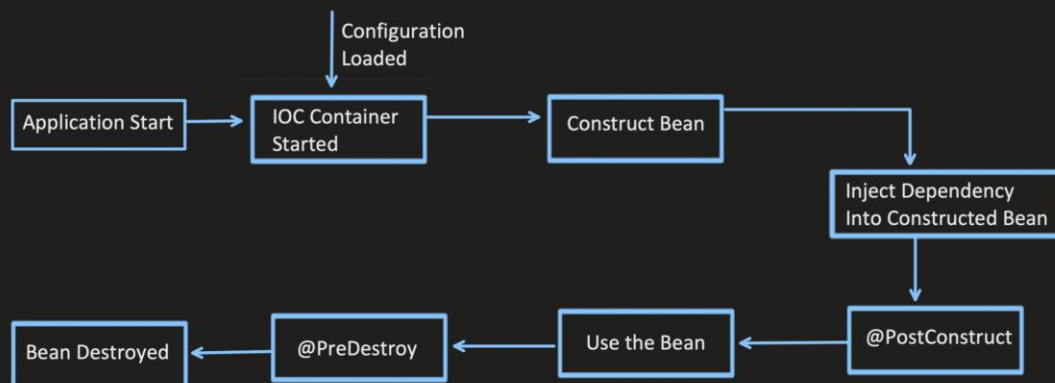 Configuration
Loaded
Application Start
IOC Container
Started
Construct Bean
Inject Dependency
Into Constructed Bean
@PostConstruct
Use the Bean
@PreDestroy
Bean Destroyed